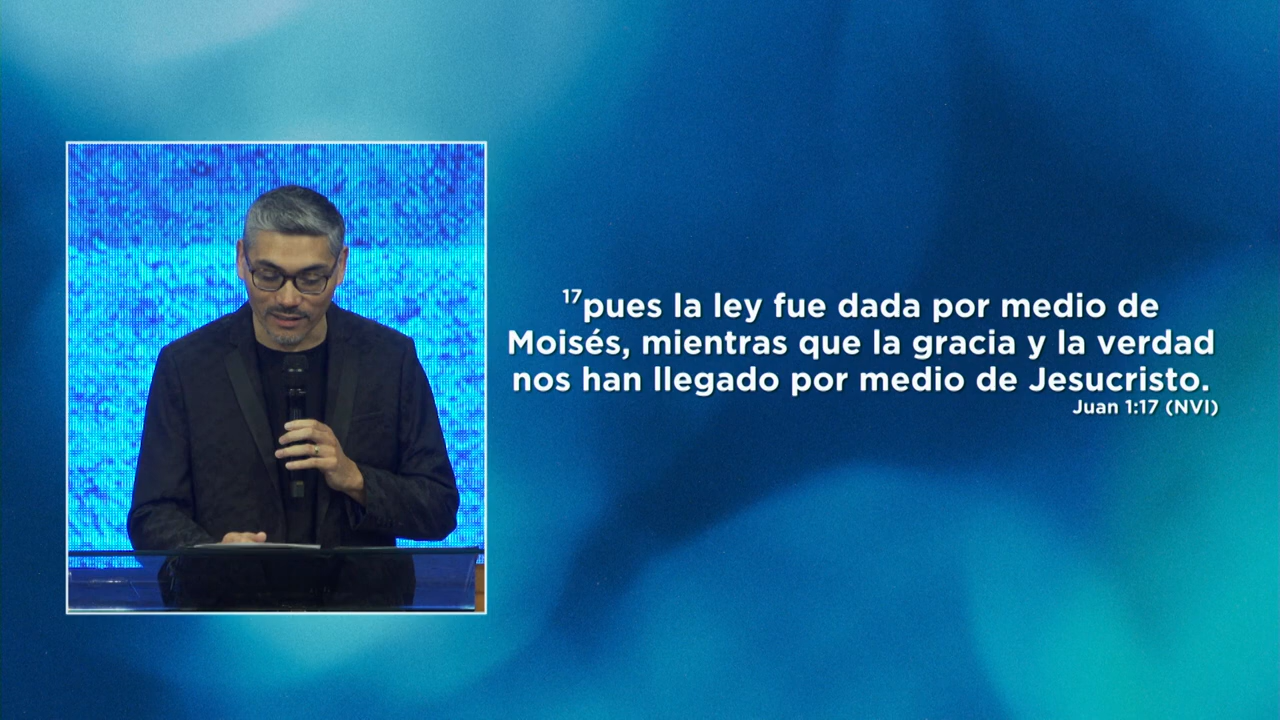 17pues la ley fue dada por medio de
Moisés, mientras que la gracia y la verdad
nos han llegado por medio de Jesucristo.
Juan 1:17 (NVI)